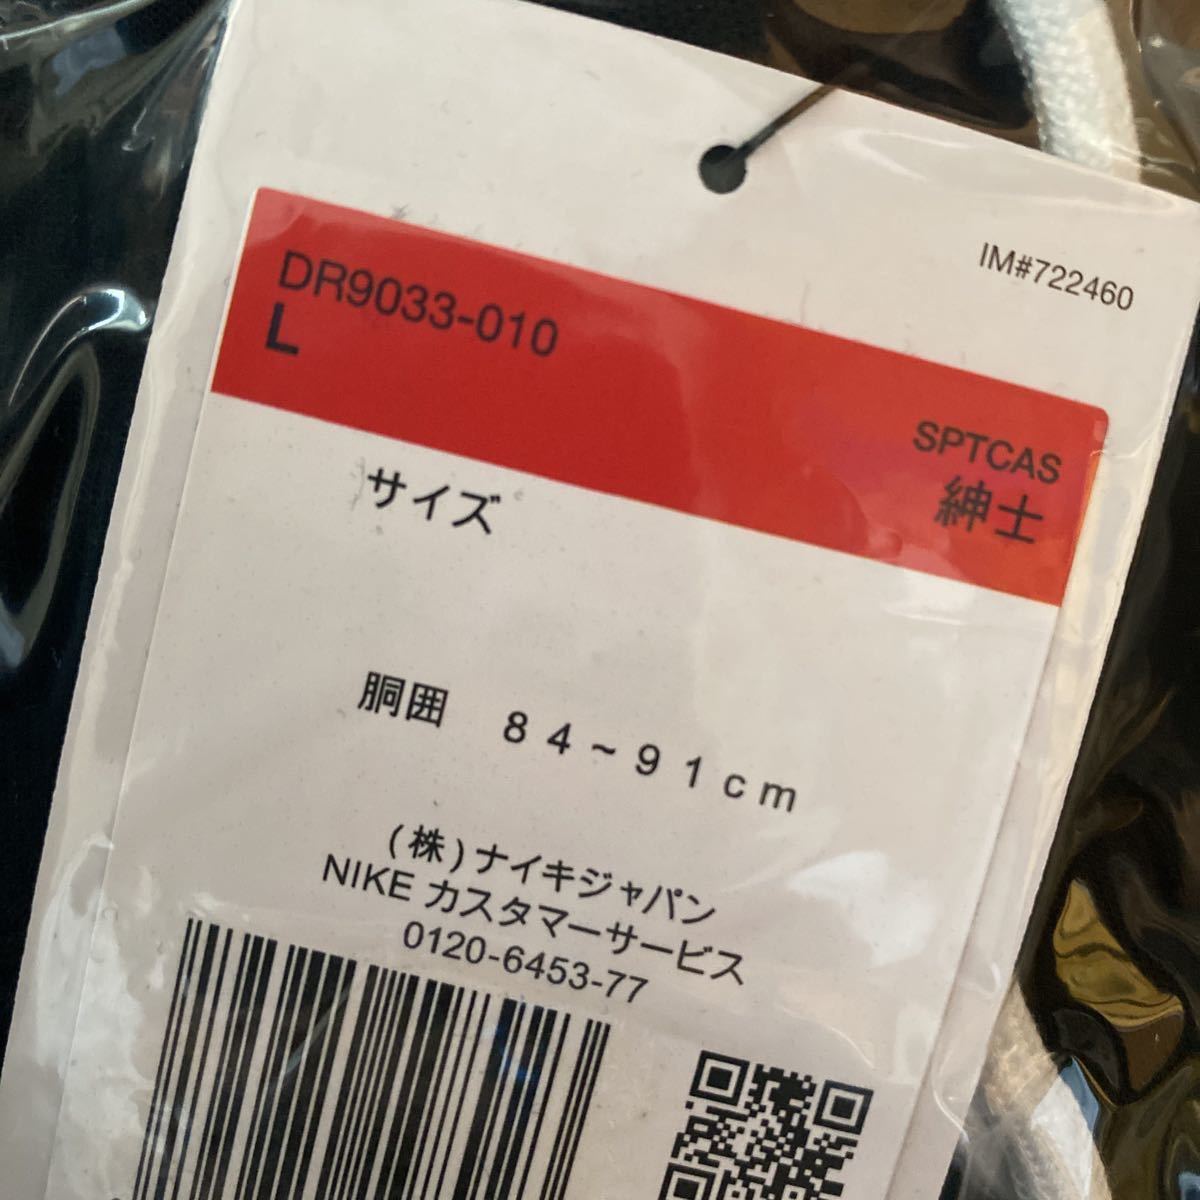 IM#722460
DR9033-010
L
SPTCAS
紳士
サイズ
胴囲 84~91cm
(株)ナイキジャパン
NIKE カスタマーサービス
0120-6453-77